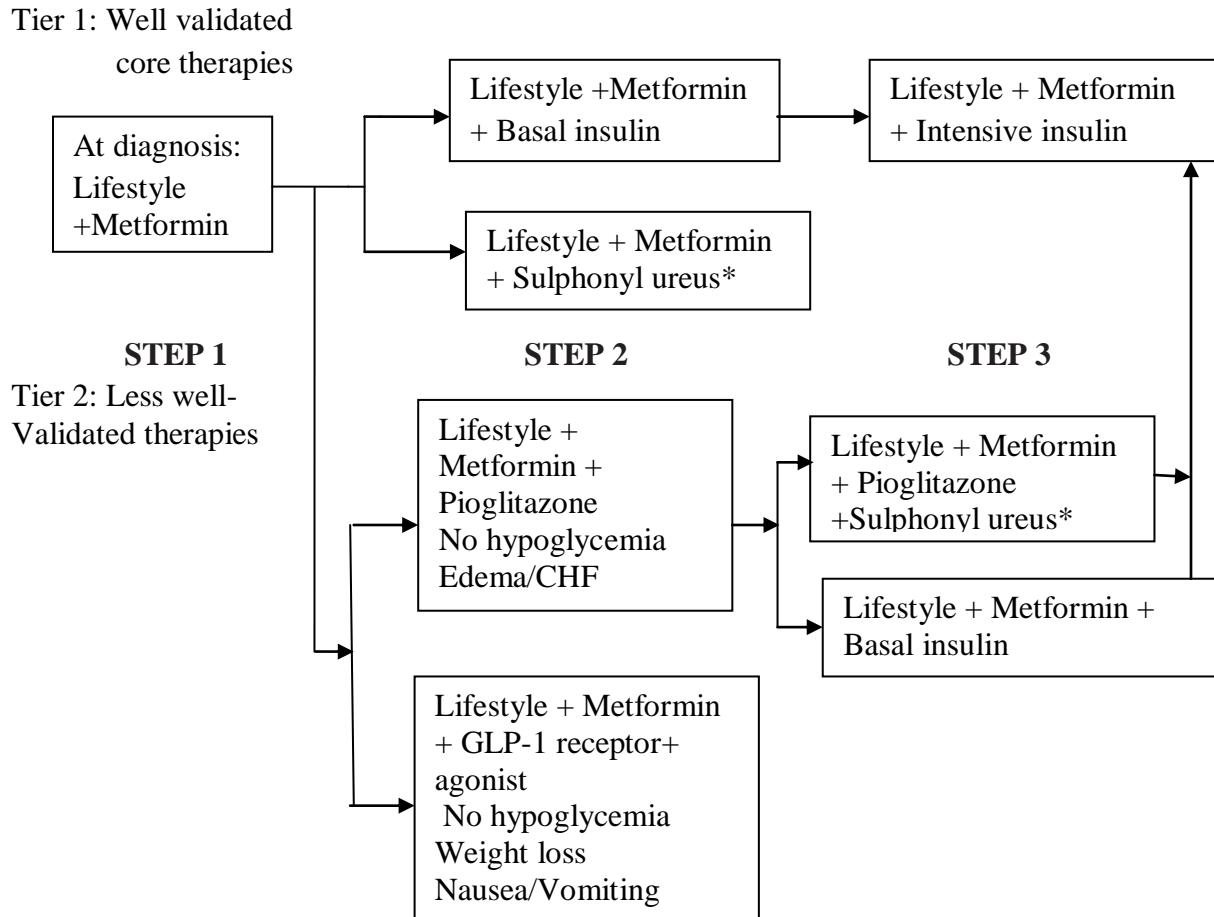 Tier 1: Well validated
core therapies
At diagnosis:
Lifestyle
+Metformin
Lifestyle +Metformin
+ Basal insulin
Lifestyle + Metformin
+ Intensive insulin
Lifestyle + Metformin
+ Sulphonyl ureus*
STEP 1
STEP 2
STEP 3
Tier 2: Less well-
Validated therapies
Lifestyle +
Metformin +
Pioglitazone
No hypoglycemia
Edema/CHF
Lifestyle + Metformin
+ Pioglitazone
+Sulphonyl ureus*
Lifestyle + Metformin +
Basal insulin
Lifestyle + Metformin
+ GLP-1 receptor+
agonist
No hypoglycemia
Weight loss
Nausea/Vomiting